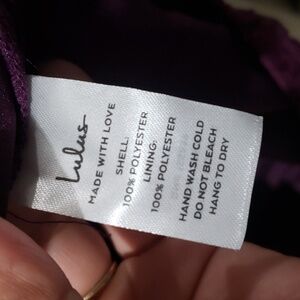 Lulus
MADE WITH LOVE
SHELL:
100% POLYESTER
LINING:
100% POLYESTER
HAND WASH COLD
DO NOT BLEACH
HANG TO DRY